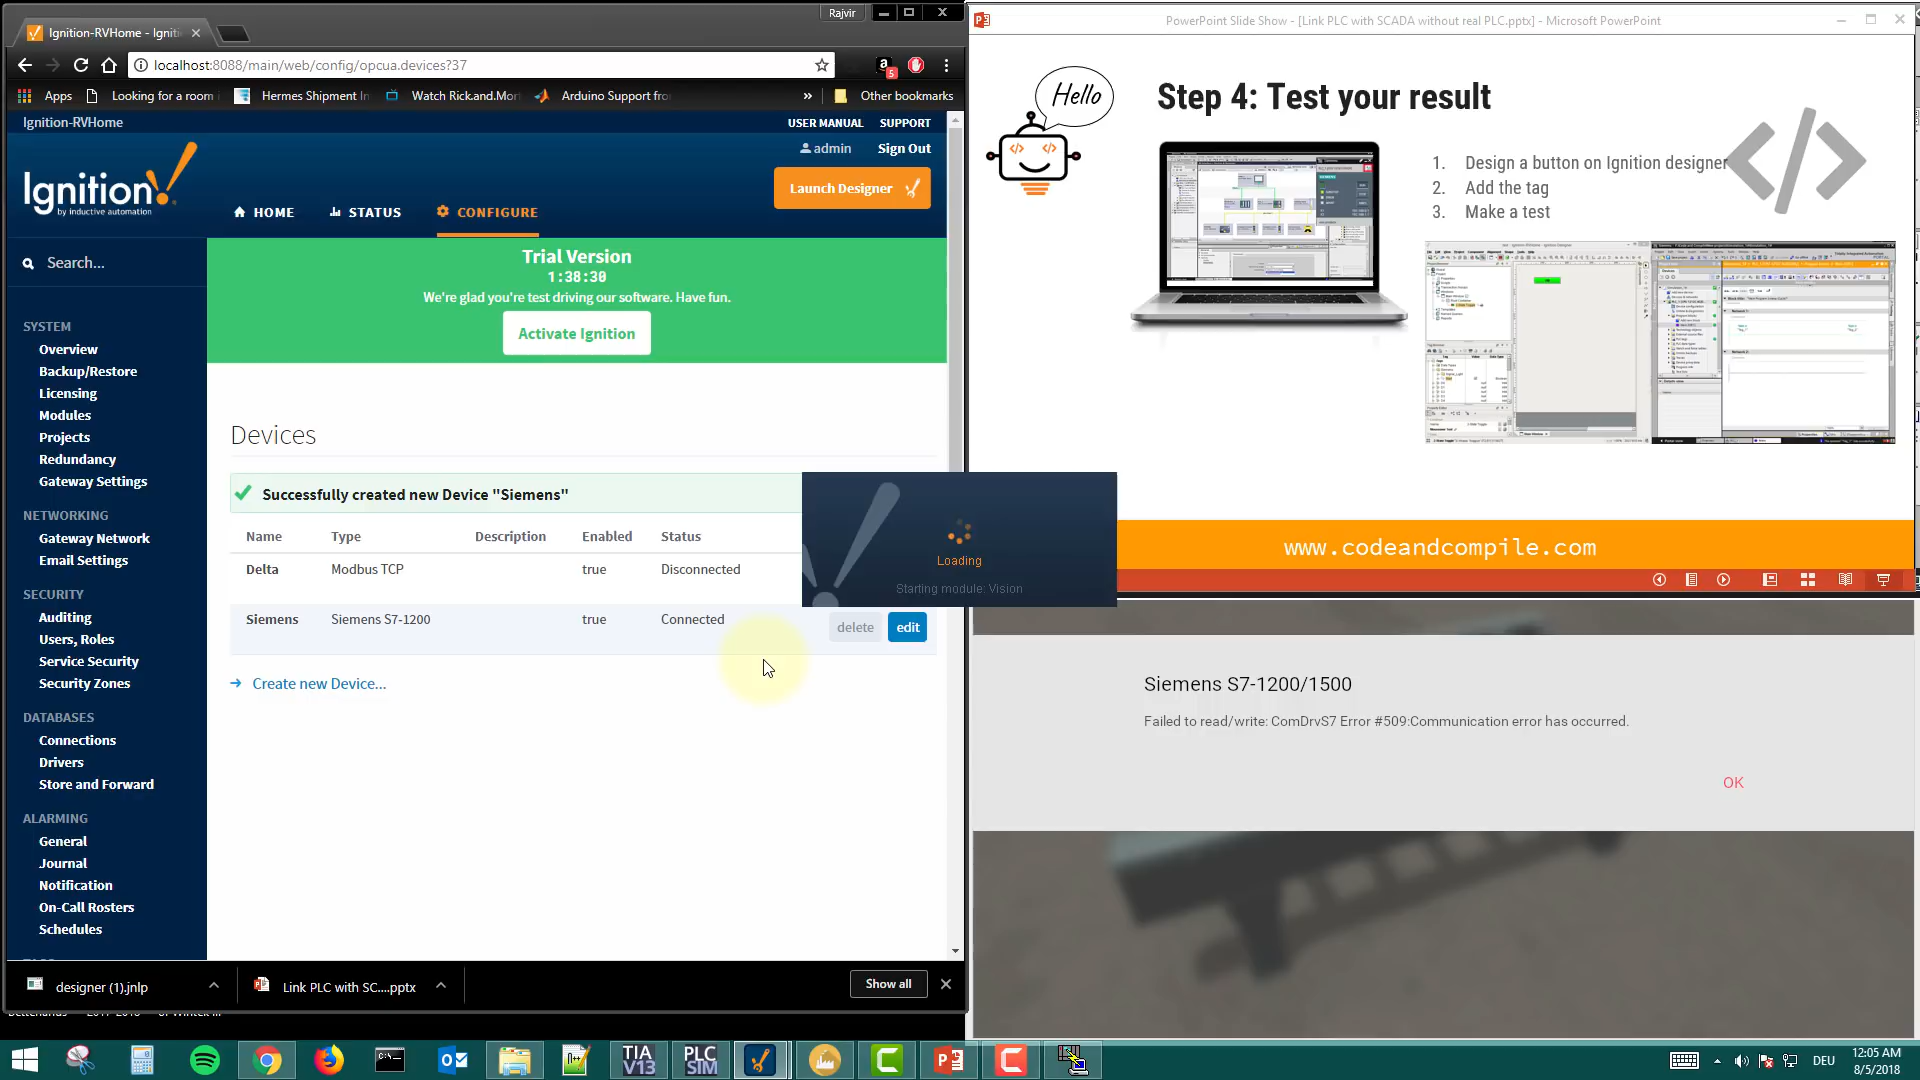 Rajvir
Ignition-RVHome - Igniti
localhost:8088/main/web/config/opcua.devices?37
5
Apps
Looking for a room
Hermes Shipment In
Watch Rick.and.Mor
Arduino Support fro
»
Other bookmarks
Ignition-RVHome
USER MANUAL
SUPPORT
admin
Sign Out
Ignition
by inductive automation
Launch Designer
HOME
STATUS
CONFIGURE
Search...
Trial Version
1:38:30
We're glad you're test driving our software. Have fun.
Activate Ignition
SYSTEM
Overview
Backup/Restore
Licensing
Modules
Projects
Redundancy
Gateway Settings
NETWORKING
Gateway Network
Email Settings
SECURITY
Auditing
Users, Roles
Service Security
Security Zones
DATABASES
Connections
Drivers
Store and Forward
ALARMING
General
Journal
Notification
On-Call Rosters
Schedules
Devices
Successfully created new Device "Siemens"
Name Type Description Enabled Status
Delta Modbus TCP true Disconnected
Siemens Siemens S7-1200 true Connected
delete
edit
Create new Device...
Loading
Starting module: Vision
designer (1).jnlp
Link PLC with SC....pptx
Show all
PowerPoint Slide Show - [Link PLC with SCADA without real PLC.pptx] - Microsoft PowerPoint
Hello
</>
Step 4: Test your result
1. Design a button on Ignition designer
2. Add the tag
3. Make a test
</>
www.codeandcompile.com
Siemens S7-1200/1500
Failed to read/write: ComDrvS7 Error #509:Communication error has occurred.
OK
TIA
V13
PLC
SIM
DEU
12:05 AM
8/5/2018